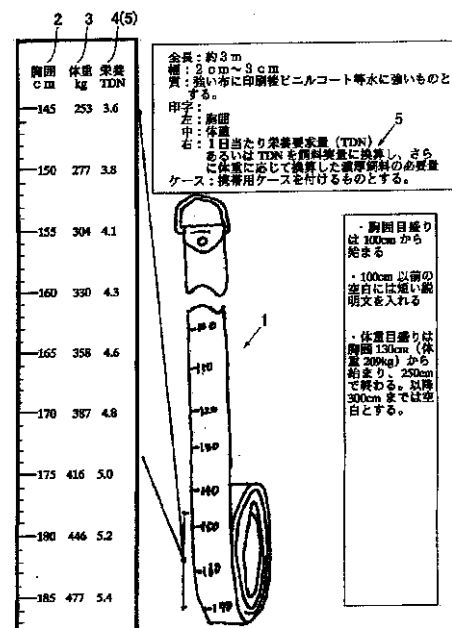 2 3 4(5)
胸囲 体重 栄養
cm kg TDN
145 253 3.6
150 277 3.8
155 304 4.1
160 330 4.3
165 358 4.6
170 387 4.8
175 416 5.0
180 446 5.2
185 477 5.4
全長:約3m
幅:2cm~3cm
質:強い布に印刷後ビニルコート等水に強いものと
する。
印字:
左:胸囲
中:体重
右:1日当たり栄養要求量(TDN)
あるいはTDNを飼料実量に換算し、さら
に体重に応じて換算した濃厚飼料の必要量
ケース:携帯用ケースを付けるものとする。
5
・胸囲目盛り
は100cmから
始まる
・100cm以前の
空白には短い説
明文を入れる
・体重目盛りは
胸囲130cm(体
重209kg)から
始まり、250cm
で終わる。以降
300cmまでは空
白とする。
1
110
120
140